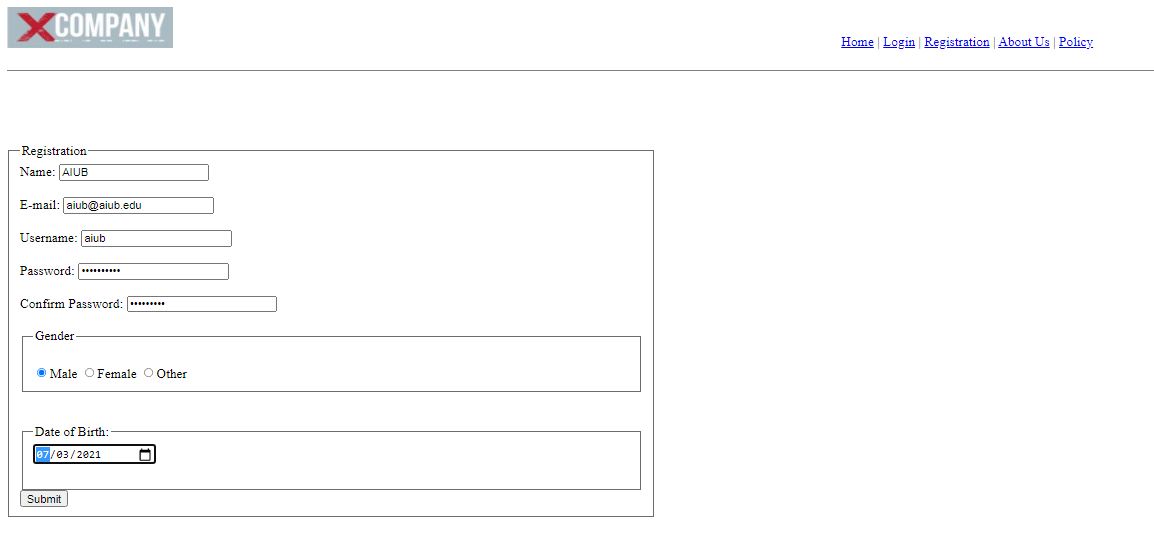 XCOMPANY
Home | Login | Registration | About Us | Policy
Registration
Name: AIUB
E-mail: aiub@aiub.edu
Username: aiub
Password: ••••••••••
Confirm Password: •••••••••
Gender
Male Female Other
Date of Birth:
07/03/2021
Submit